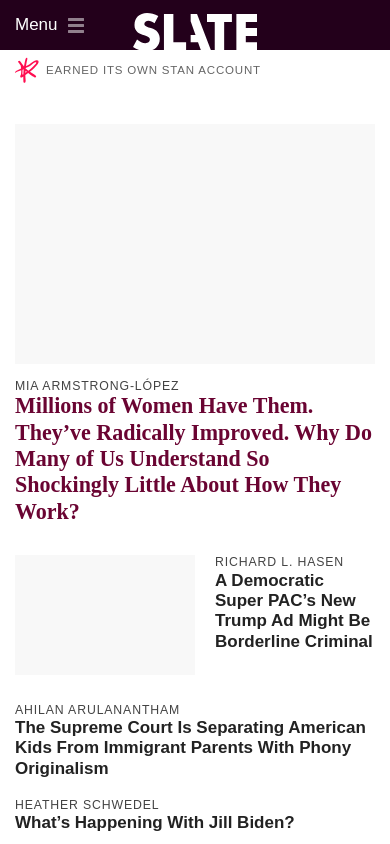 Menu
SLATE
EARNED ITS OWN STAN ACCOUNT
MIA ARMSTRONG-LÓPEZ
Millions of Women Have Them.
They’ve Radically Improved. Why Do
Many of Us Understand So
Shockingly Little About How They
Work?
RICHARD L. HASEN
A Democratic
Super PAC’s New
Trump Ad Might Be
Borderline Criminal
AHILAN ARULANANTHAM
The Supreme Court Is Separating American
Kids From Immigrant Parents With Phony
Originalism
HEATHER SCHWEDEL
What’s Happening With Jill Biden?